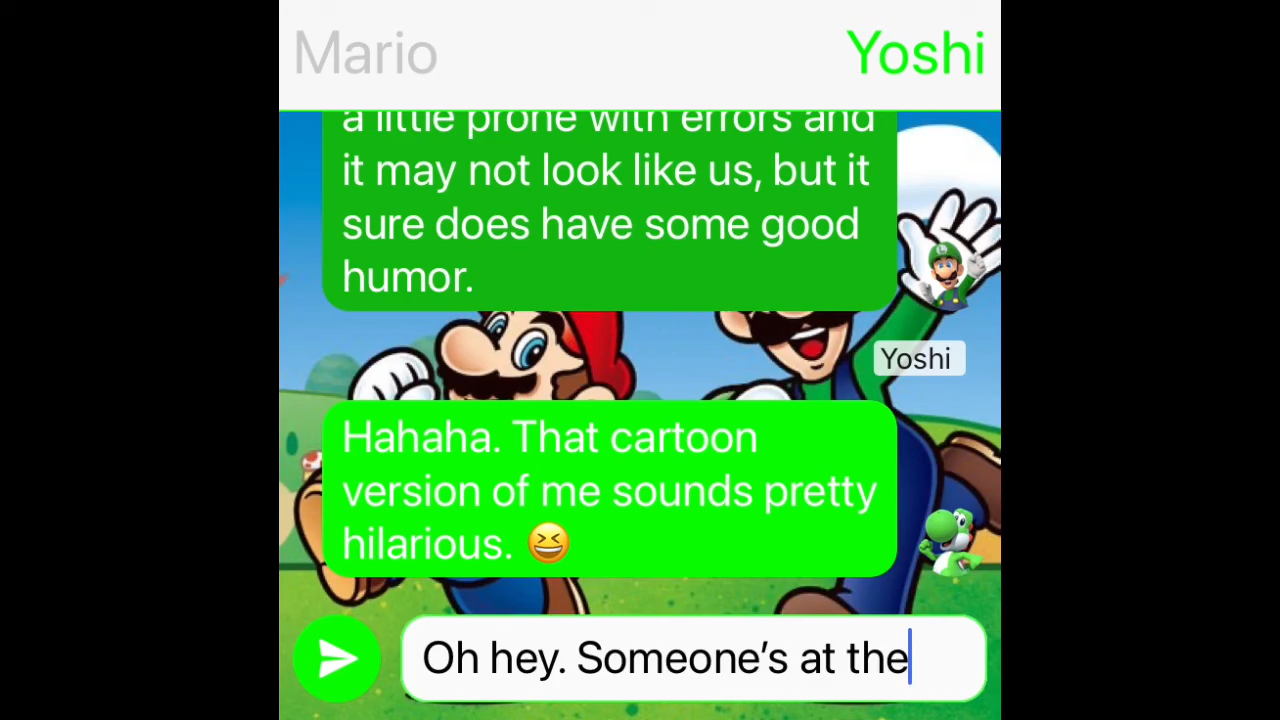 Mario
Yoshi
a little prone with errors and
it may not look like us, but it
sure does have some good
humor.
Yoshi
Hahaha. That cartoon
version of me sounds pretty
hilarious. 😆
Oh hey. Someone’s at the